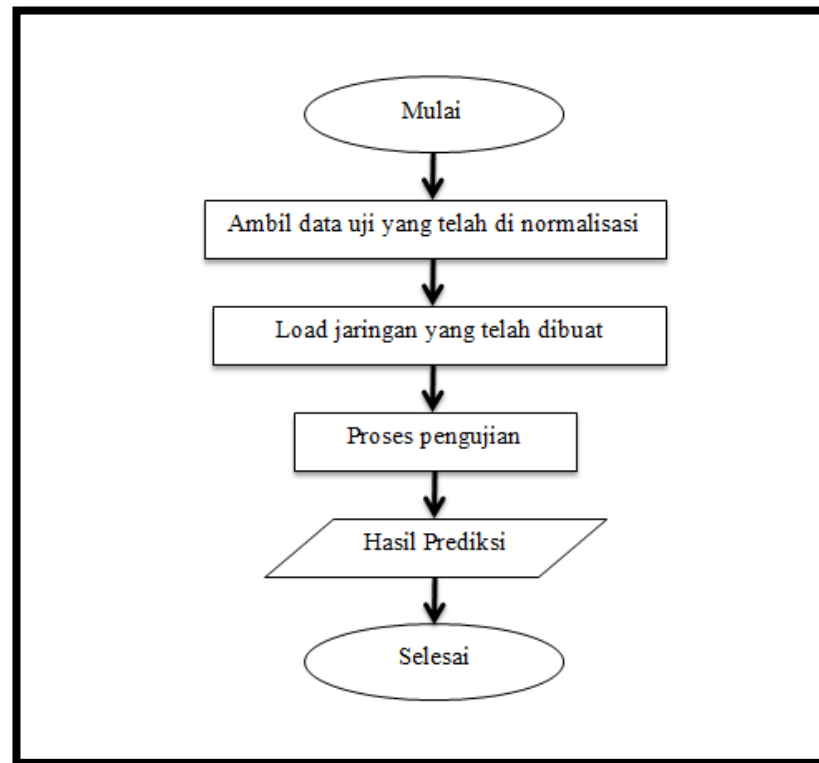 Mulai
Ambil data uji yang telah di normalisasi
Load jaringan yang telah dibuat
Proses pengujian
Hasil Prediksi
Selesai